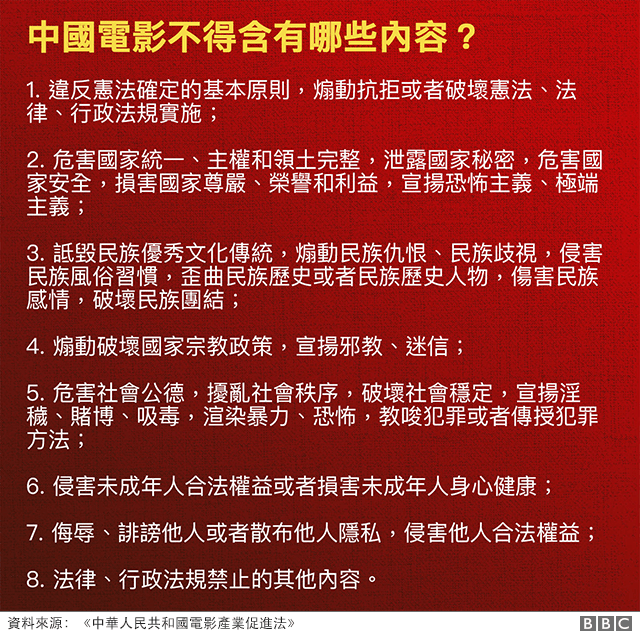 中國電影不得含有哪些內容？
1. 違反憲法確定的基本原則，煽動抗拒或者破壞憲法、法
律、行政法規實施；
2. 危害國家統一、主權和領土完整，泄露國家秘密，危害國
家安全，損害國家尊嚴、榮譽和利益，宣揚恐怖主義、極端
主義；
3. 詆毀民族優秀文化傳統，煽動民族仇恨、民族歧視，侵害
民族風俗習慣，歪曲民族歷史或者民族歷史人物，傷害民族
感情，破壞民族團結；
4. 煽動破壞國家宗教政策，宣揚邪教、迷信；
5. 危害社會公德，擾亂社會秩序，破壞社會穩定，宣揚淫
穢、賭博、吸毒，渲染暴力、恐怖，教唆犯罪或者傳授犯罪
方法；
6. 侵害未成年人合法權益或者損害未成年人身心健康；
7. 侮辱、誹謗他人或者散布他人隱私，侵害他人合法權益；
8. 法律、行政法規禁止的其他內容。
資料來源：《中華人民共和國電影產業促進法》
BBC